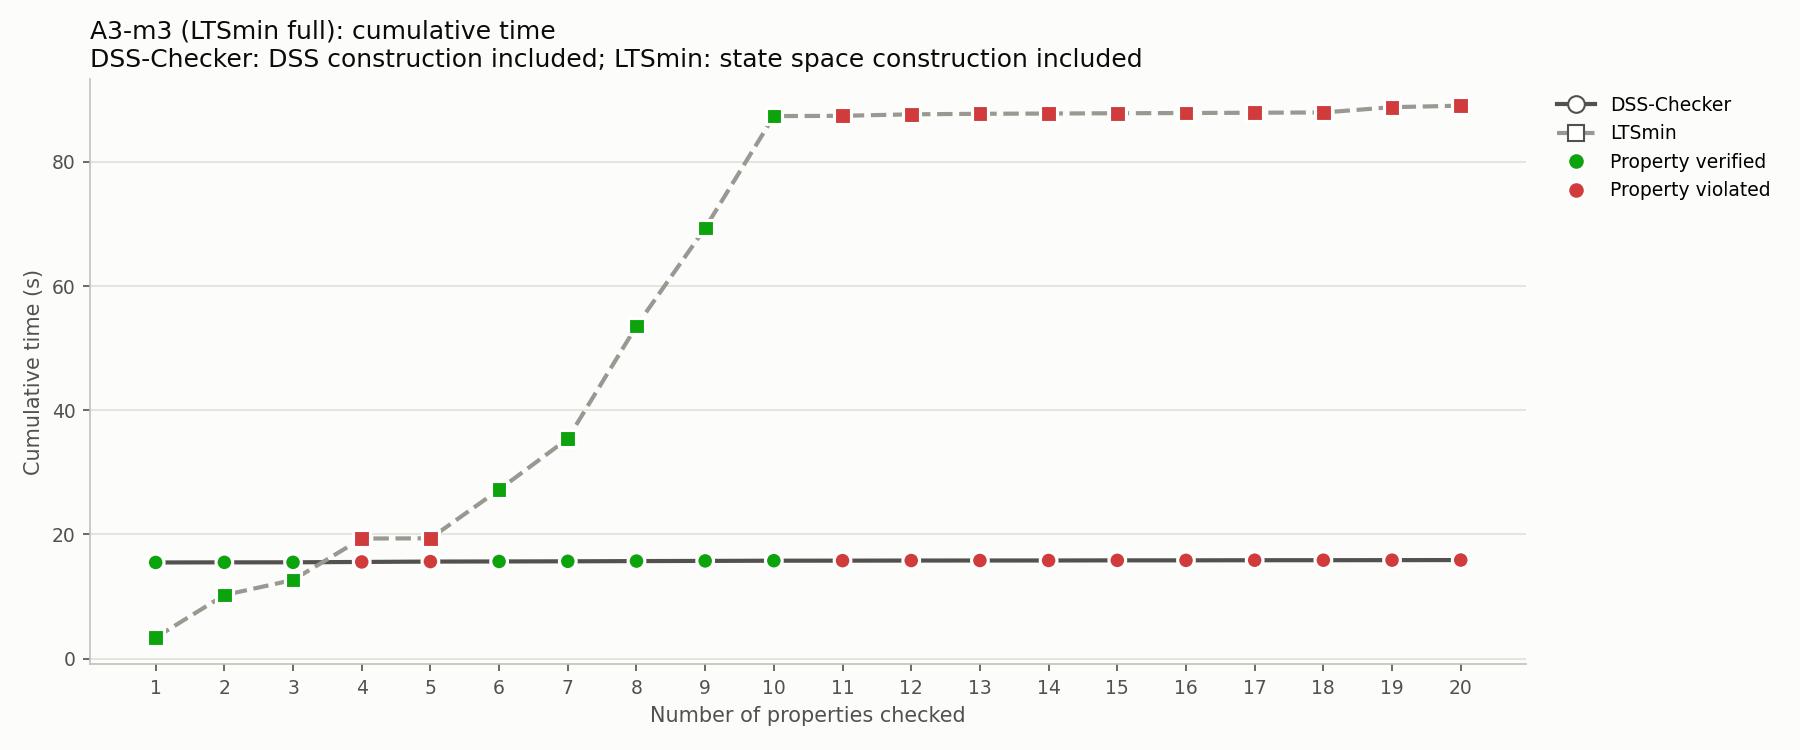 A3-m3 (LTSmin full): cumulative time
DSS-Checker: DSS construction included; LTSmin: state space construction included
DSS-Checker
LTSmin
Property verified
Property violated
Cumulative time (s)
80
60
40
20
0
1 2 3 4 5 6 7 8 9 10 11 12 13 14 15 16 17 18 19 20
Number of properties checked